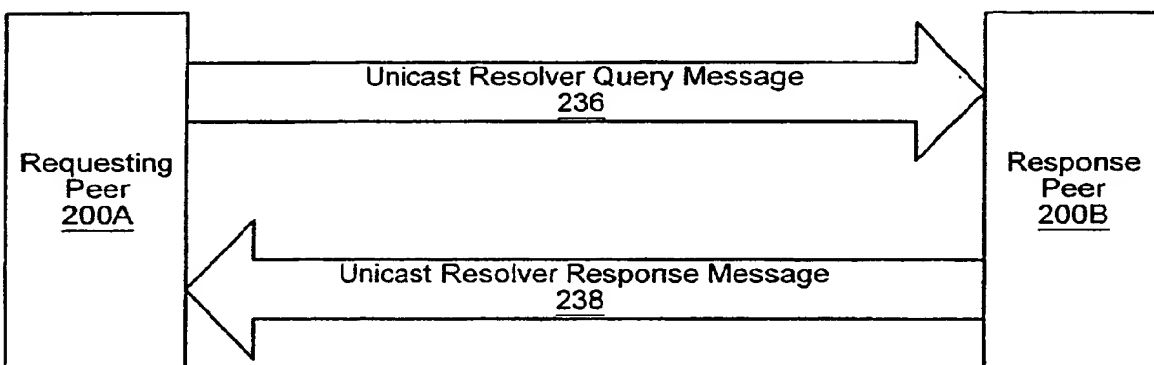 Unicast Resolver Query Message
236
Requesting
Peer
200A
Response
Peer
200B
Unicast Resolver Response Message
238